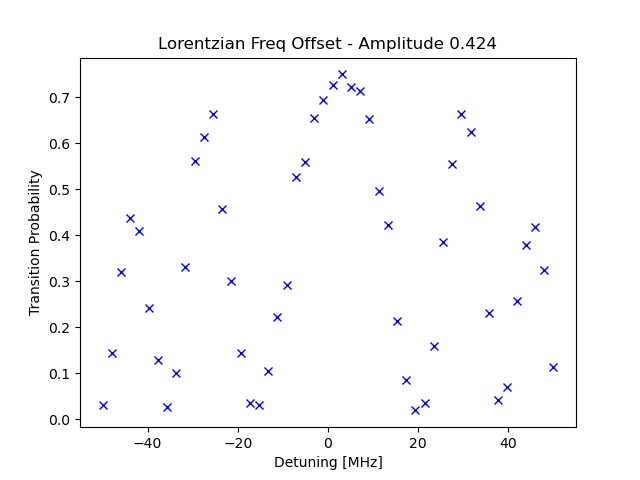 Lorentzian Freq Offset - Amplitude 0.424
Transition Probability
0.7
0.6
0.5
0.4
0.3
0.2
0.1
0.0
−40 −20 0 20 40
Detuning [MHz]